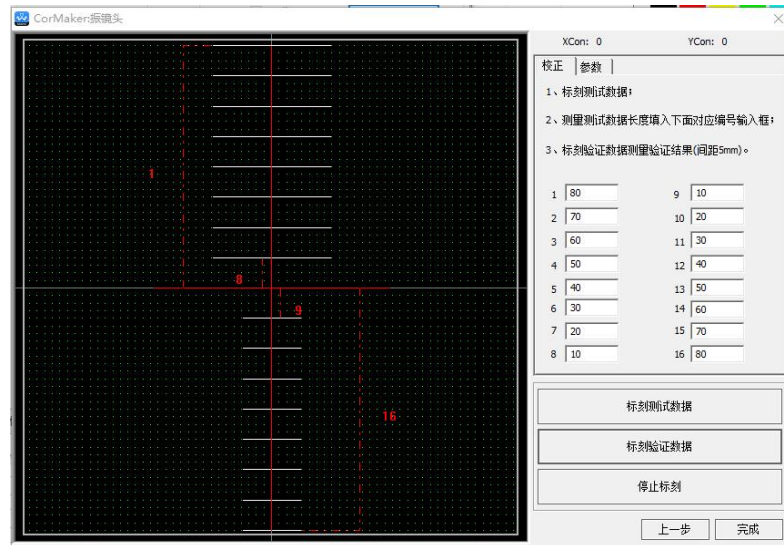 CorMaker:振镜头
XCon: 0 YCon: 0
校正 参数
1、标刻测试数据;
2、测量测试数据长度填入下面对应编号输入框;
3、标刻验证数据测量验证结果(间距5mm)。
1 80 9 10
2 70 10 20
3 60 11 30
4 50 12 40
5 40 13 50
6 30 14 60
7 20 15 70
8 10 16 80
1
8
9
16
标刻测试数据
标刻验证数据
停止标刻
上一步 完成